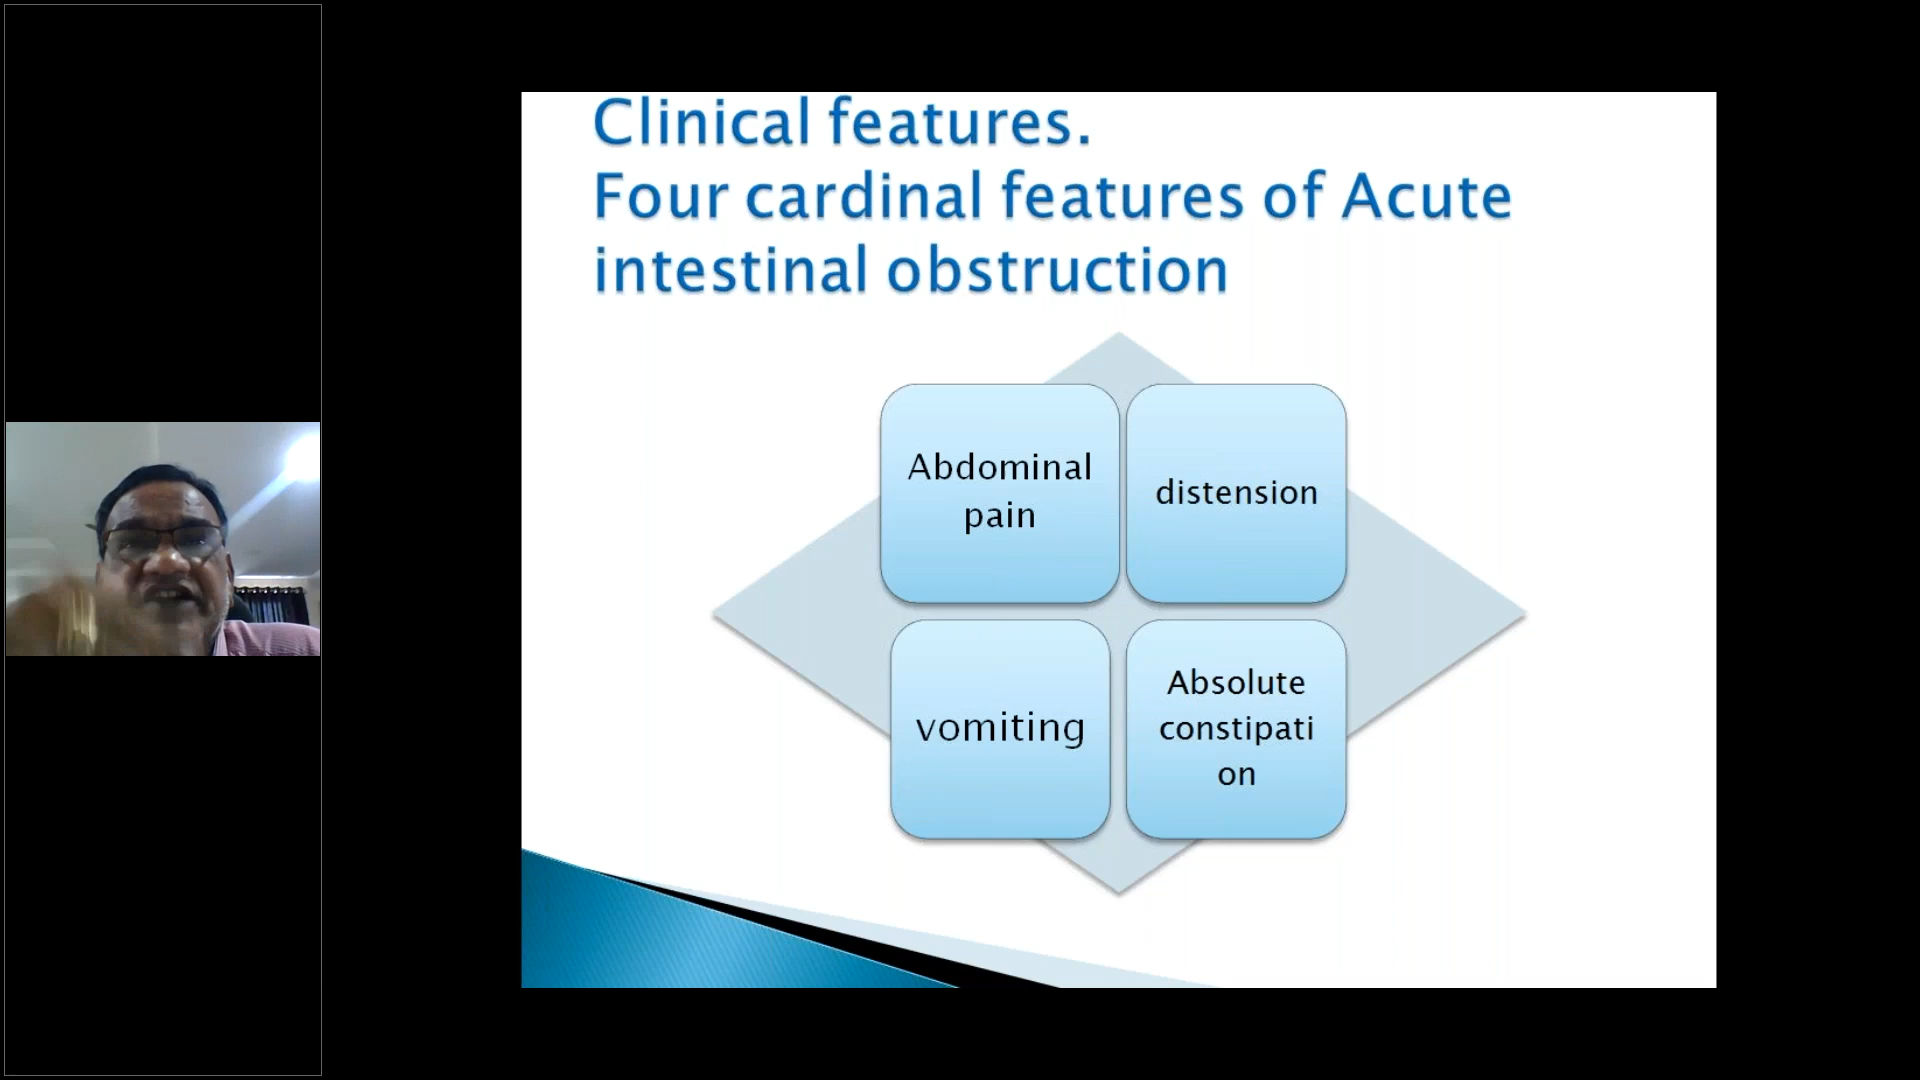 Clinical features.
Four cardinal features of Acute
intestinal obstruction
Abdominal
pain
distension
vomiting
Absolute
constipati
on